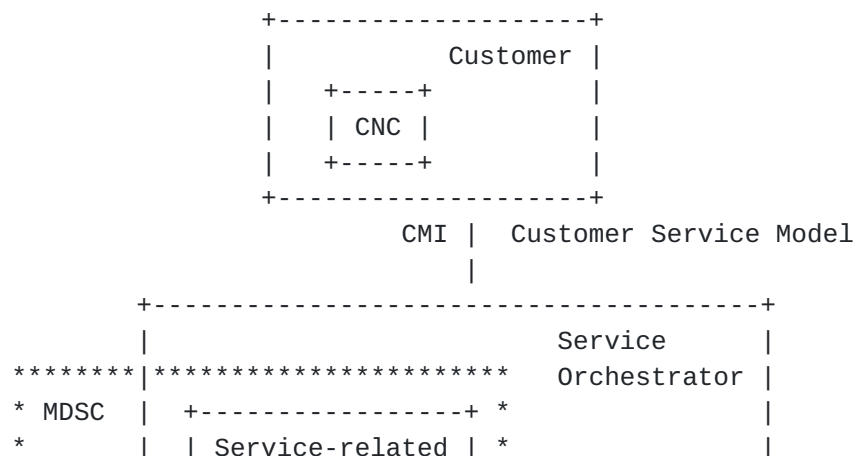 +--------------------+
| Customer |
| +-----+ |
| | CNC | |
| +-----+ |
+--------------------+
CMI | Customer Service Model
|
+---------------------------------------+
| Service |
********|*********************** Orchestrator |
* MDSC | +-----------------+ * |
* | | Service-related | * |